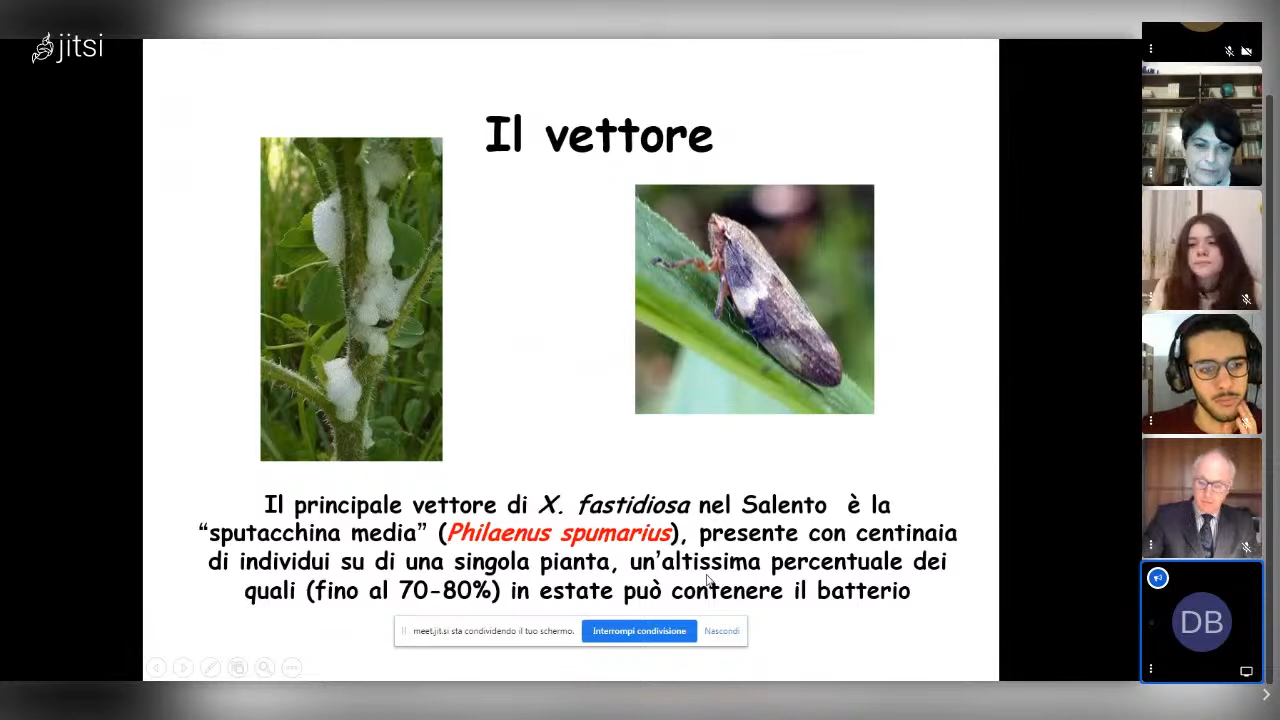 jitsi
Il vettore
Il principale vettore di X. fastidiosa nel Salento è la
“sputacchina media” (Philaenus spumarius), presente con centinaia
di individui su di una singola pianta, un’altissima percentuale dei
quali (fino al 70-80%) in estate può contenere il batterio
meet.jit.si sta condividendo il tuo schermo.
Interrompi condivisione
Nascondi
DB